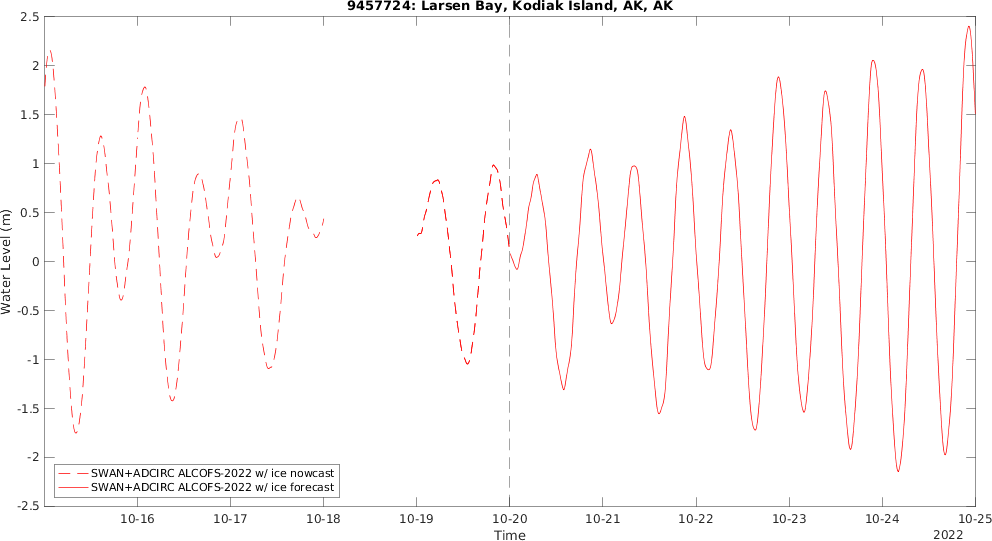 9457724: Larsen Bay, Kodiak Island, AK, AK
2.5
2
1.5
1
0.5
0
-0.5
-1
-1.5
-2
-2.5
Water Level (m)
SWAN+ADCIRC ALCOFS-2022 w/ ice nowcast
SWAN+ADCIRC ALCOFS-2022 w/ ice forecast
10-16 10-17 10-18 10-19 10-20 10-21 10-22 10-23 10-24 10-25
Time
2022